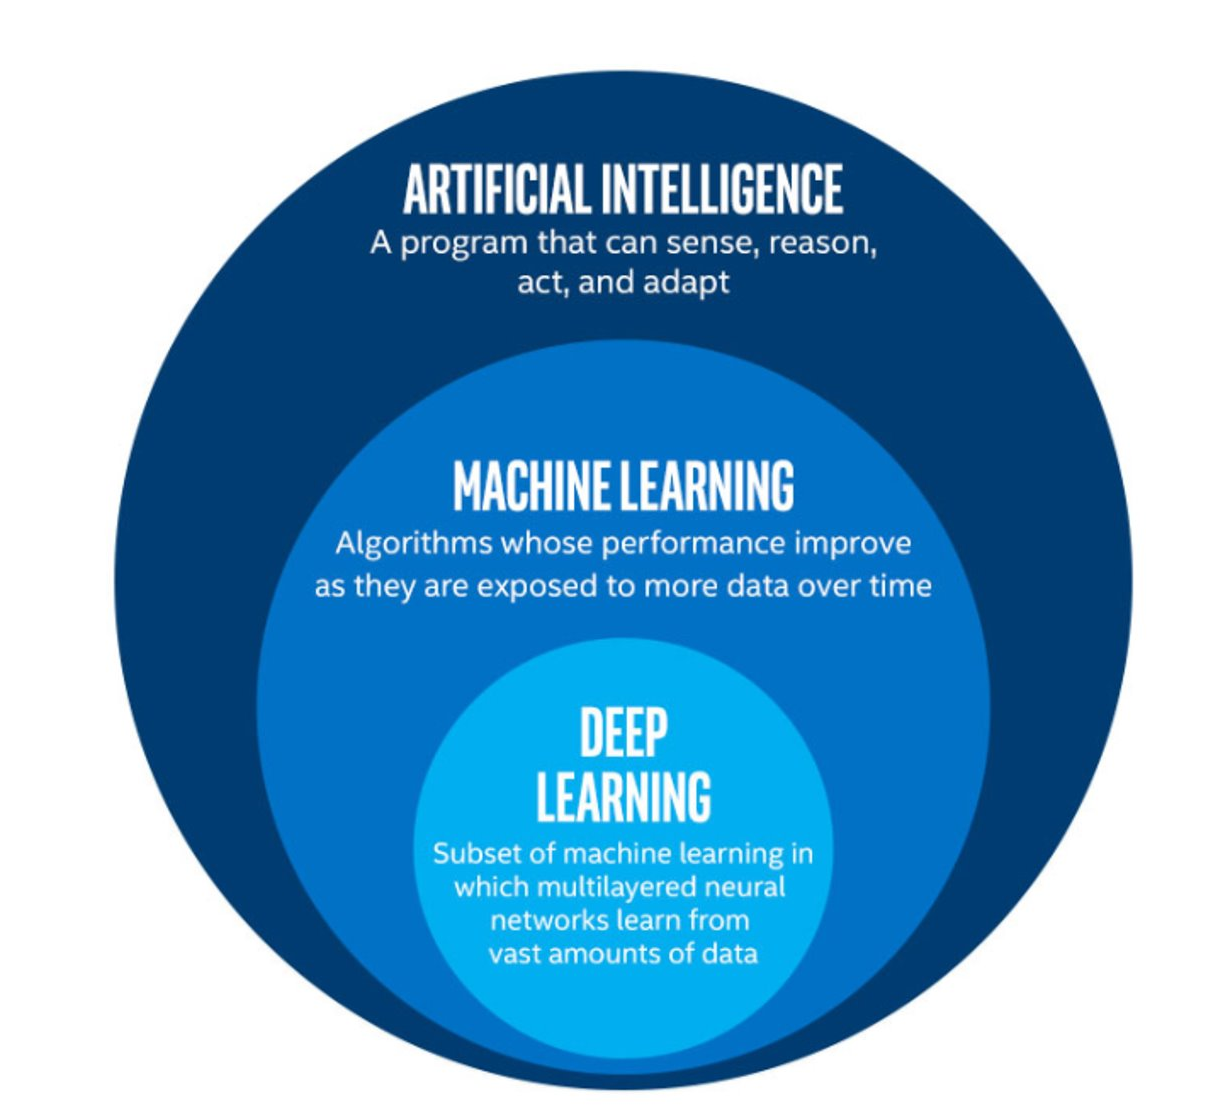 ARTIFICIAL INTELLIGENCE
A program that can sense, reason,
act, and adapt
MACHINE LEARNING
Algorithms whose performance improve
as they are exposed to more data over time
DEEP
LEARNING
Subset of machine learning in
which multilayered neural
networks learn from
vast amounts of data